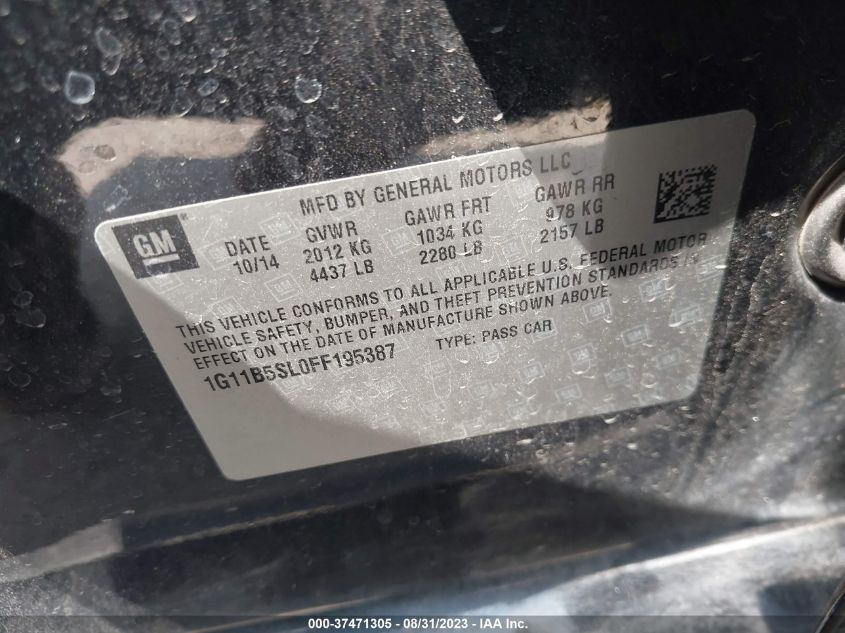 MFD BY GENERAL MOTORS LLC
GM
DATE GVWR GAWR FRT GAWR RR
10/14 2012 KG 1034 KG 978 KG
4437 LB 2280 LB 2157 LB
THIS VEHICLE CONFORMS TO ALL APPLICABLE U.S. FEDERAL MOTOR
VEHICLE SAFETY, BUMPER, AND THEFT PREVENTION STANDARDS IN
EFFECT ON THE DATE OF MANUFACTURE SHOWN ABOVE.
1G11B5SL0FF195387 TYPE: PASS CAR
000-37471305 / 08/31/2023 - IAA Inc.